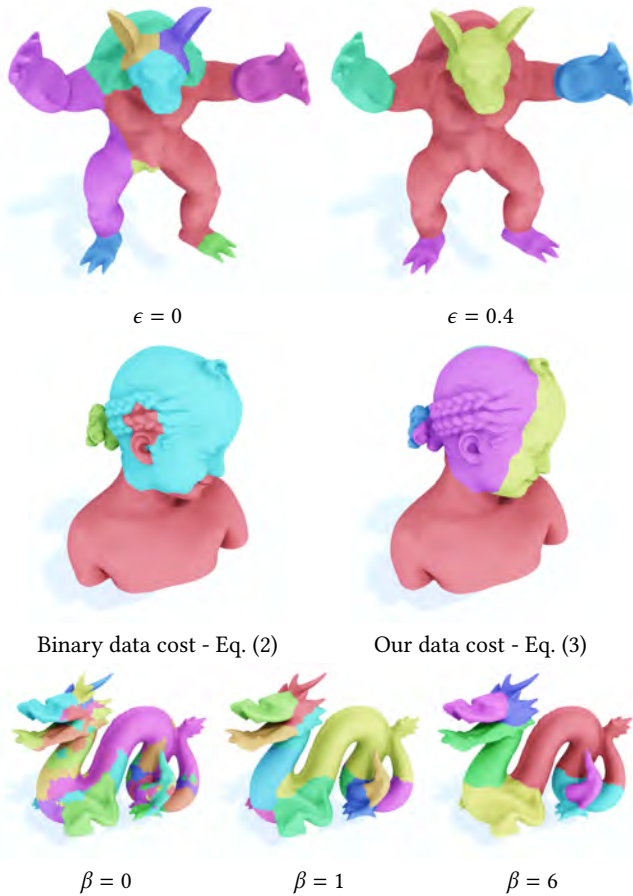 ϵ = 0
ϵ = 0.4
Binary data cost - Eq. (2)
Our data cost - Eq. (3)
β = 0
β = 1
β = 6